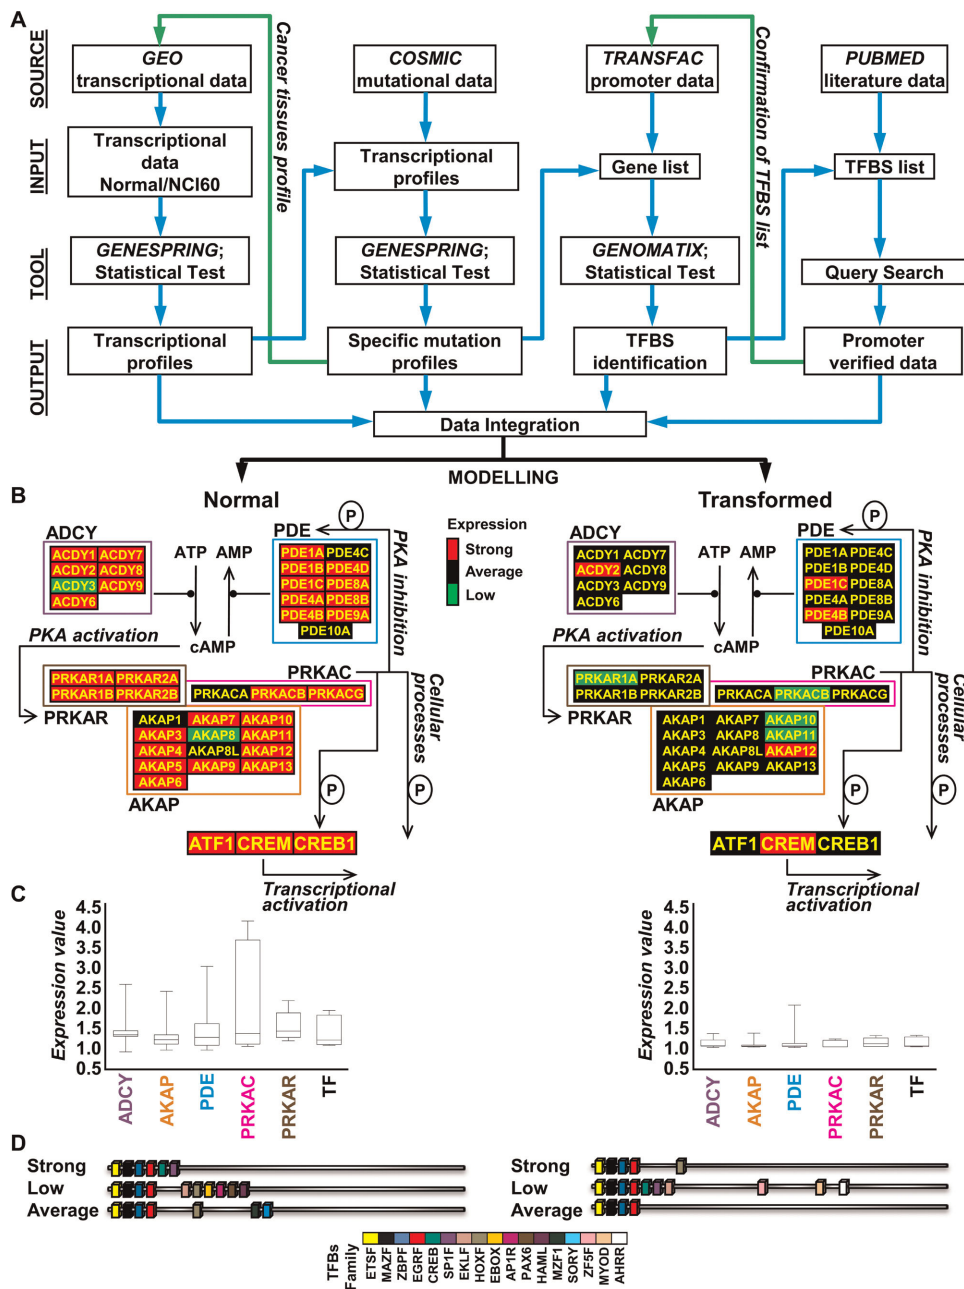 A
SOURCE
INPUT
TOOL
OUTPUT
GEO
transcriptional data
COSMIC
mutational data
TRANSFAC
promoter data
PUBMED
literature data
Cancer tissues profile
Confirmation of TFBS list
Transcriptional
data
Normal/NCI60
Transcriptional
profiles
Gene list
TFBS list
GENESPRING;
Statistical Test
GENESPRING;
Statistical Test
GENOMATIX;
Statistical Test
Query Search
Transcriptional
profiles
Specific mutation
profiles
TFBS
identification
Promoter
verified data
Data Integration
MODELLING
B
Normal
Transformed
Expression
Strong
Average
Low
ADCY
ACDY1 ACDY7
ACDY2 ACDY8
ACDY3 ACDY9
ACDY6
ATP
AMP
cAMP
PDE
P
PDE1A PDE4C
PDE1B PDE4D
PDE1C PDE8A
PDE4A PDE8B
PDE4B PDE9A
PDE10A
PKA inhibition
PKA activation
PRKAC
PRKAR1A PRKAR2A
PRKAR1B PRKAR2B
PRKACA PRKACB PRKACG
PRKAR
AKAP1 AKAP7 AKAP10
AKAP3 AKAP8 AKAP11
AKAP4 AKAP8L AKAP12
AKAP5 AKAP9 AKAP13
AKAP6
AKAP
Cellular
processes
P
P
ATF1 CREM CREB1
Transcriptional
activation
ADCY
ACDY1 ACDY7
ACDY2 ACDY8
ACDY3 ACDY9
ACDY6
ATP
AMP
cAMP
PDE
P
PDE1A PDE4C
PDE1B PDE4D
PDE1C PDE8A
PDE4A PDE8B
PDE4B PDE9A
PDE10A
PKA inhibition
PKA activation
PRKAC
PRKAR1A PRKAR2A
PRKAR1B PRKAR2B
PRKACA PRKACB PRKACG
PRKAR
AKAP1 AKAP7 AKAP10
AKAP3 AKAP8 AKAP11
AKAP4 AKAP8L AKAP12
AKAP5 AKAP9 AKAP13
AKAP6
AKAP
Cellular
processes
P
P
ATF1 CREM CREB1
Transcriptional
activation
C
Expression value
4.5
4.0
3.5
3.0
2.5
2.0
1.5
1.0
0.5
ADCY
AKAP
PDE
PRKAC
PRKAR
TF
Expression value
4.5
4.0
3.5
3.0
2.5
2.0
1.5
1.0
0.5
ADCY
AKAP
PDE
PRKAC
PRKAR
TF
D
Strong
Low
Average
Strong
Low
Average
TFBs
Family
ETSF
MAZF
ZBPF
EGRF
CREB
SP1F
EKLF
HOXF
EBOX
AP1R
PAX6
HAML
MZF1
SORY
ZF5F
MYOD
AHRR